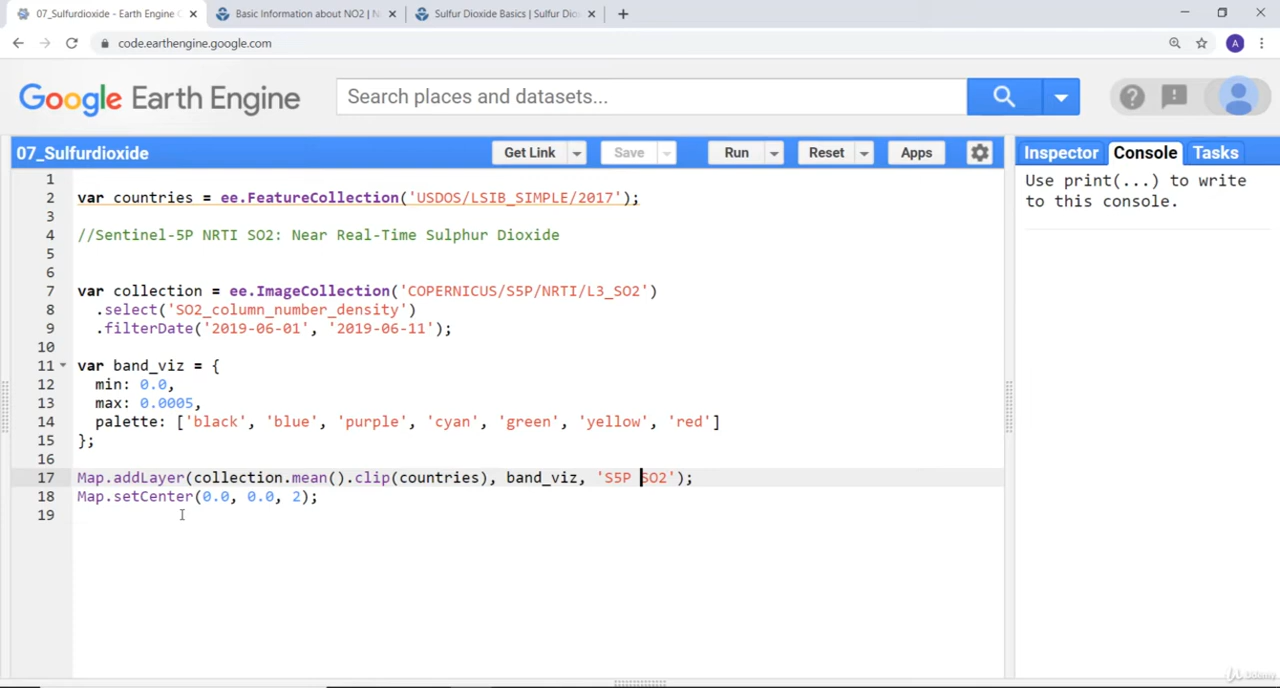 07_Sulfurdioxide - Earth Engine C
Basic Information about NO2 | N
Sulfur Dioxide Basics | Sulfur Dio
code.earthengine.google.com
A
Google Earth Engine
Search places and datasets...
07_Sulfurdioxide
Get Link
Save
Run
Reset
Apps
Inspector
Console
Tasks
Use print(...) to write
to this console.
1
2 var countries = ee.FeatureCollection('USDOS/LSIB_SIMPLE/2017');
3
4 //Sentinel-5P NRTI SO2: Near Real-Time Sulphur Dioxide
5
6
7 var collection = ee.ImageCollection('COPERNICUS/S5P/NRTI/L3_SO2')
8 .select('SO2_column_number_density')
9 .filterDate('2019-06-01', '2019-06-11');
10
11 var band_viz = {
12 min: 0.0,
13 max: 0.0005,
14 palette: ['black', 'blue', 'purple', 'cyan', 'green', 'yellow', 'red']
15 };
16
17 Map.addLayer(collection.mean().clip(countries), band_viz, 'S5P SO2');
18 Map.setCenter(0.0, 0.0, 2);
19
Udemy